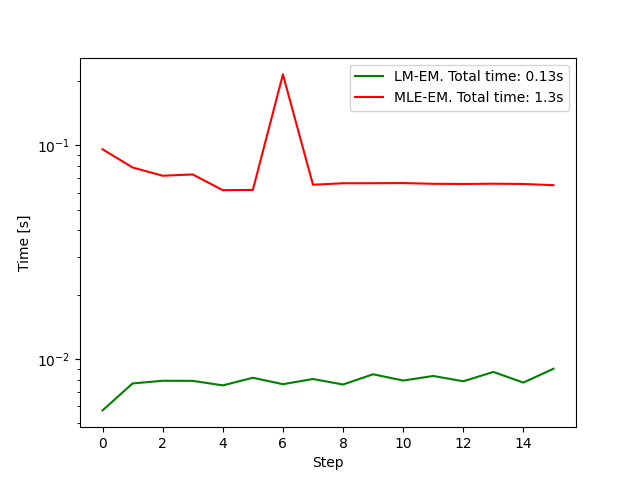 LM-EM. Total time: 0.13s
MLE-EM. Total time: 1.3s
10⁻¹
10⁻²
Time [s]
0 2 4 6 8 10 12 14
Step